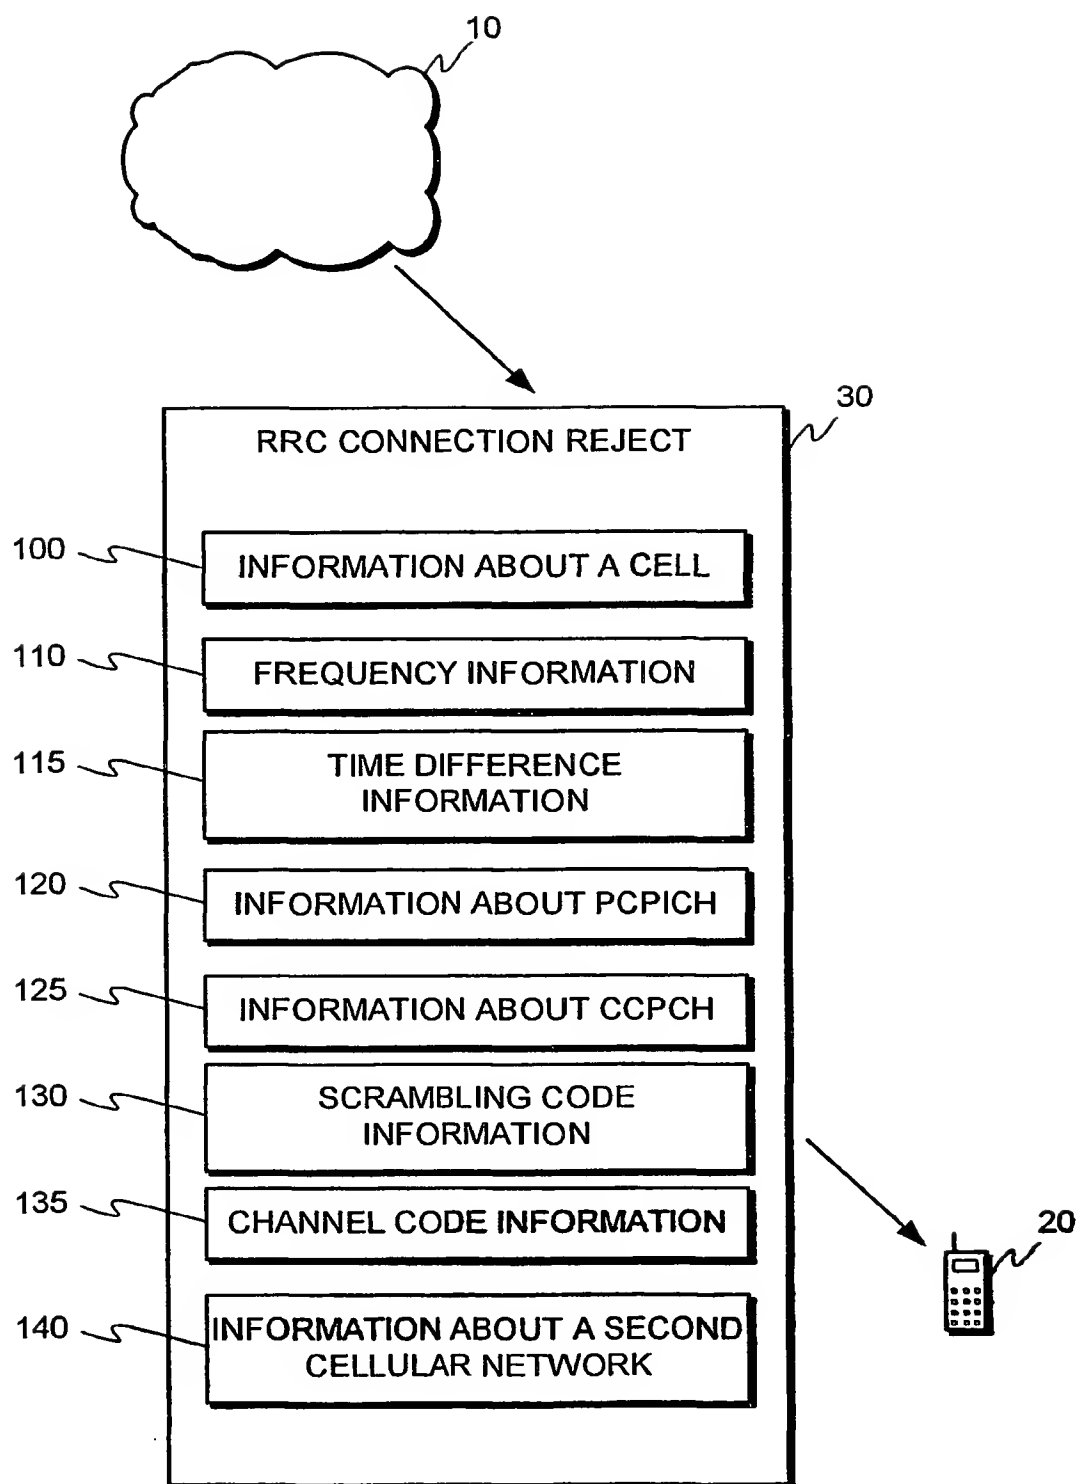 10
30
RRC CONNECTION REJECT
100
INFORMATION ABOUT A CELL
110
FREQUENCY INFORMATION
115
TIME DIFFERENCE
INFORMATION
120
INFORMATION ABOUT PCPICH
125
INFORMATION ABOUT CCPCH
130
SCRAMBLING CODE
INFORMATION
135
CHANNEL CODE INFORMATION
20
140
INFORMATION ABOUT A SECOND
CELLULAR NETWORK